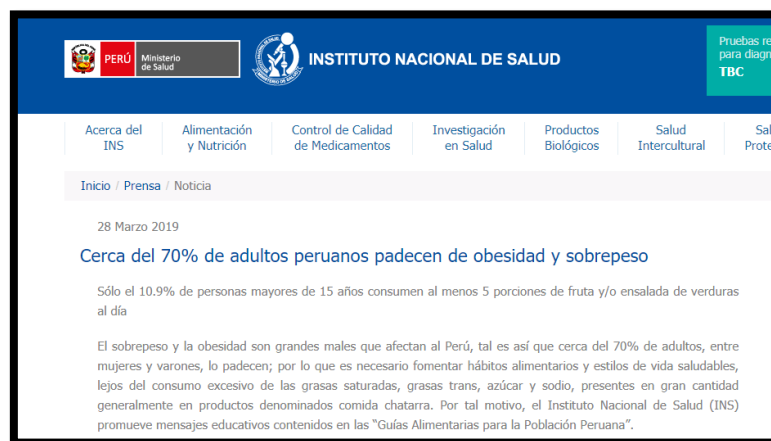 PERÚ
Ministerio
de Salud
INSTITUTO NACIONAL DE SALUD
para diagn
TBC
Acerca del
INS
Alimentación
y Nutrición
Control de Calidad
de Medicamentos
Investigación
en Salud
Productos
Biológicos
Salud
Intercultural
Inicio / Prensa / Noticia
28 Marzo 2019
Cerca del 70% de adultos peruanos padecen de obesidad y sobrepeso
Sólo el 10.9% de personas mayores de 15 años consumen al menos 5 porciones de fruta y/o ensalada de verduras
al día
El sobrepeso y la obesidad son grandes males que afectan al Perú, tal es así que cerca del 70% de adultos, entre
mujeres y varones, lo padecen; por lo que es necesario fomentar hábitos alimentarios y estilos de vida saludables,
lejos del consumo excesivo de las grasas saturadas, grasas trans, azúcar y sodio, presentes en gran cantidad
generalmente en productos denominados comida chatarra. Por tal motivo, el Instituto Nacional de Salud (INS)
promueve mensajes educativos contenidos en las "Guías Alimentarias para la Población Peruana".